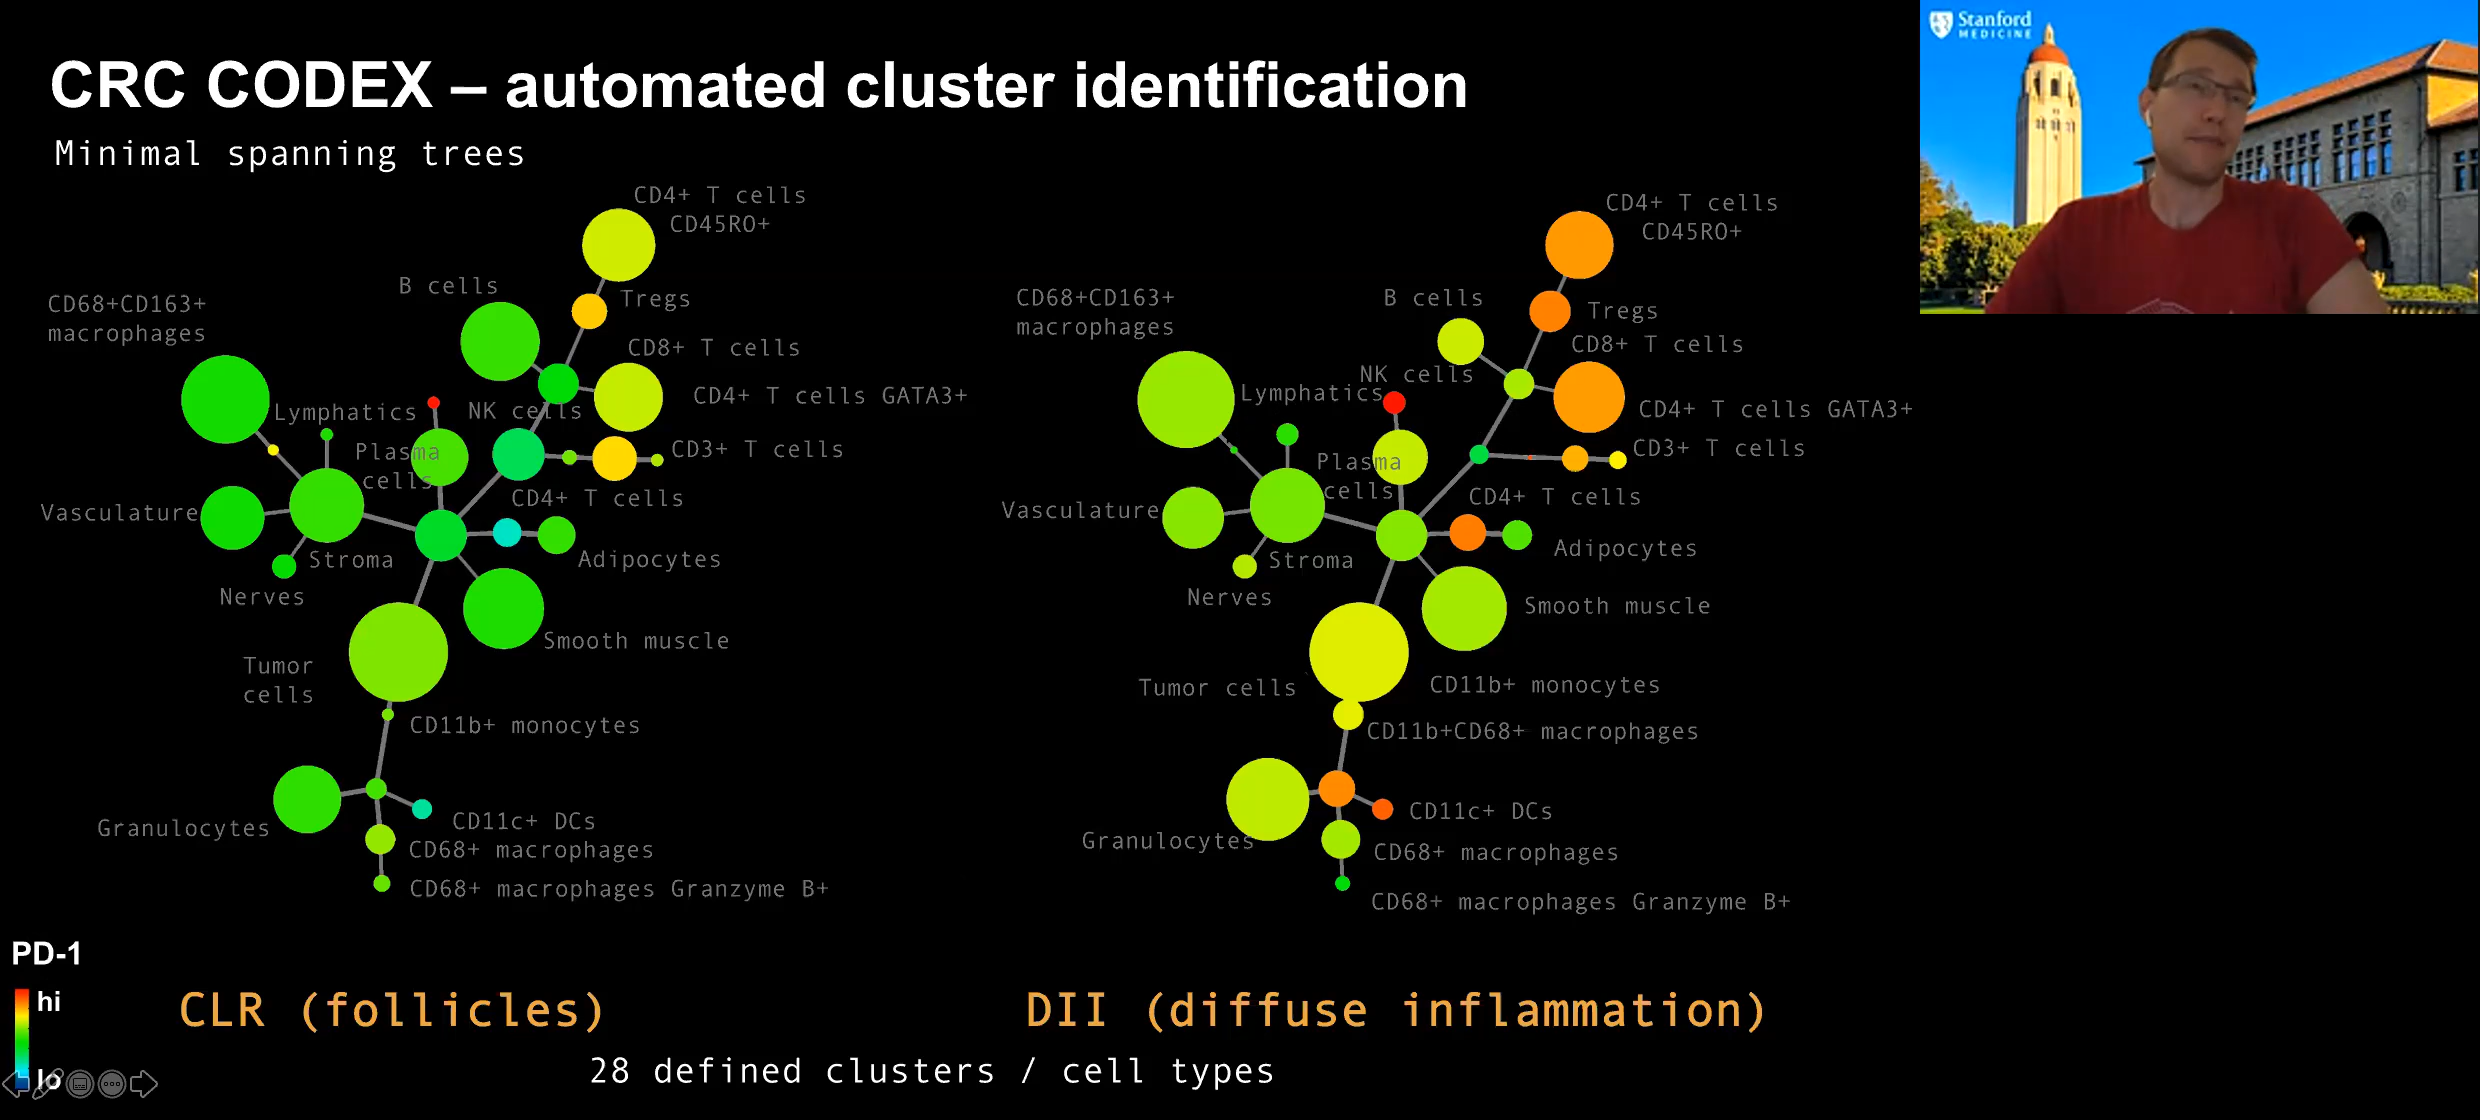 CRC CODEX – automated cluster identification
Minimal spanning trees
Stanford
MEDICINE
CD4+ T cells
CD45RO+
B cells
Tregs
CD68+CD163+
macrophages
CD8+ T cells
CD4+ T cells GATA3+
Lymphatics
NK cells
Plasma
cells
CD3+ T cells
CD4+ T cells
Vasculature
Stroma
Adipocytes
Nerves
Smooth muscle
Tumor
cells
CD11b+ monocytes
Granulocytes
CD11c+ DCs
CD68+ macrophages
CD68+ macrophages Granzyme B+
CD4+ T cells
CD45RO+
B cells
Tregs
CD68+CD163+
macrophages
CD8+ T cells
NK cells
Lymphatics
CD4+ T cells GATA3+
CD3+ T cells
Plasma
cells
CD4+ T cells
Vasculature
Stroma
Adipocytes
Nerves
Smooth muscle
Tumor cells
CD11b+ monocytes
CD11b+CD68+ macrophages
Granulocytes
CD11c+ DCs
CD68+ macrophages
CD68+ macrophages Granzyme B+
PD-1
hi
lo
CLR (follicles)
DII (diffuse inflammation)
28 defined clusters / cell types